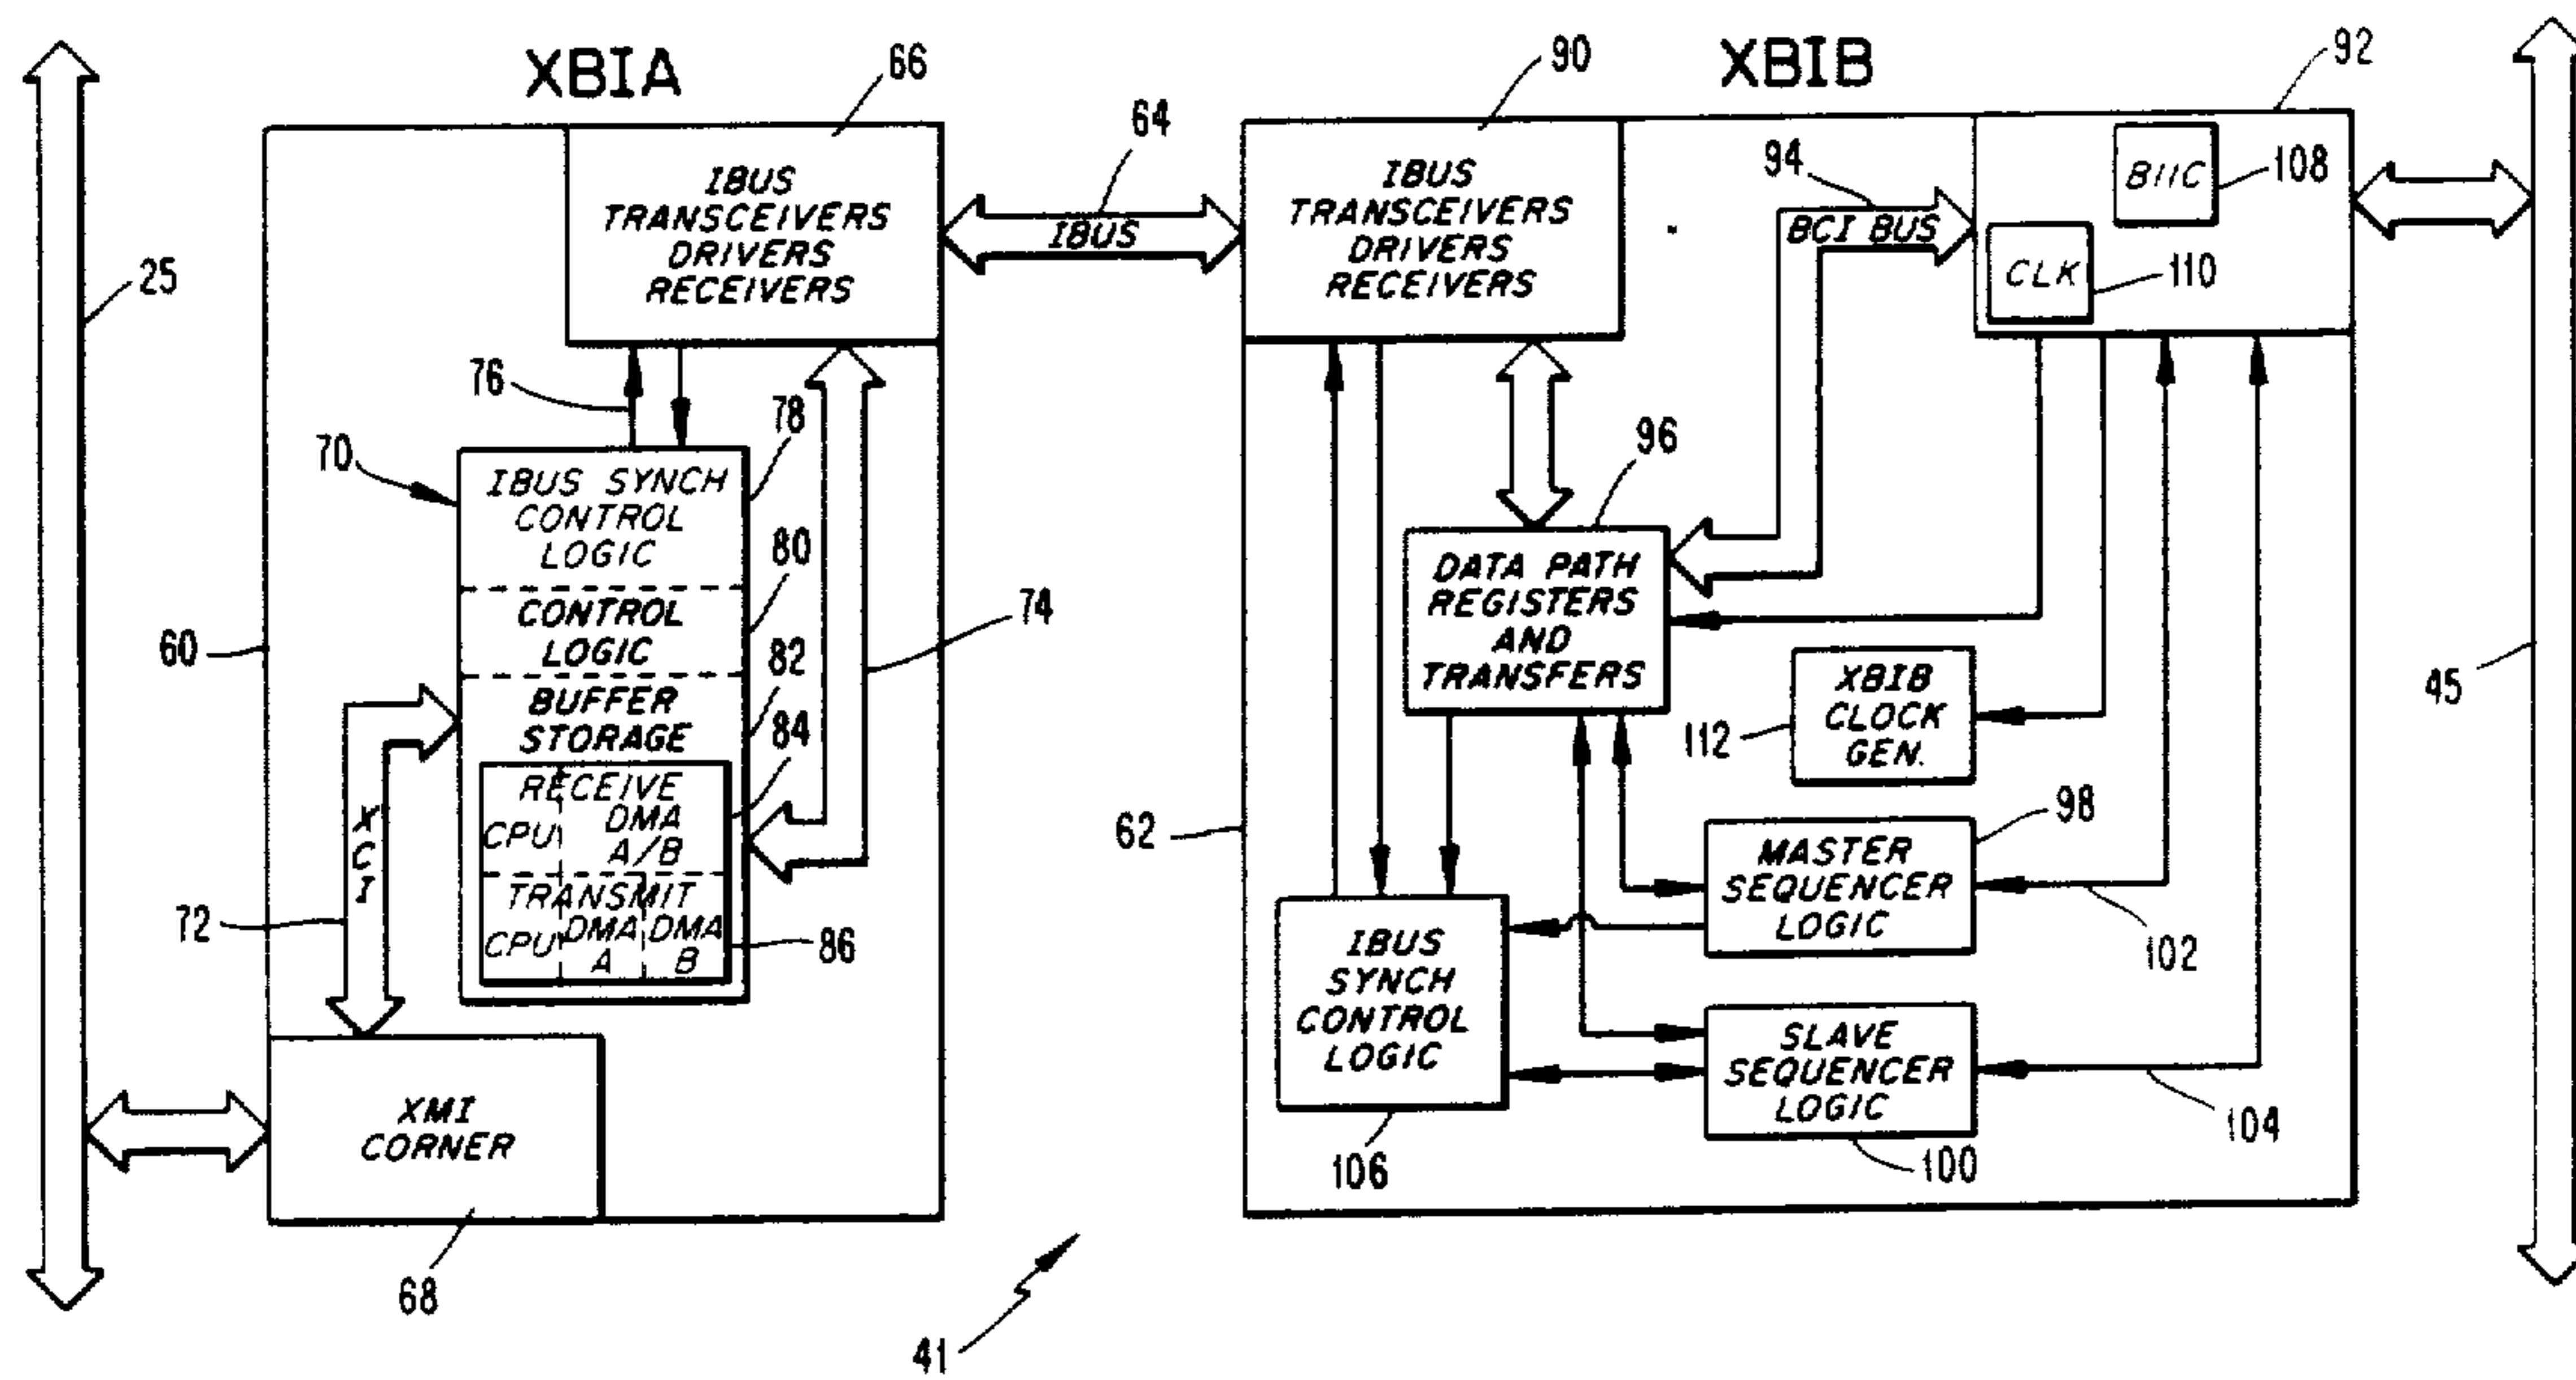 XBIA
XBIB
66
64
90
92
25
IBUS
TRANSCEIVERS
DRIVERS
RECEIVERS
IBUS
IBUS
TRANSCEIVERS
DRIVERS
RECEIVERS
94
BCI BUS
BIIC
108
CLK
110
76
78
70
IBUS SYNCH
CONTROL
LOGIC
80
CONTROL
LOGIC
82
BUFFER
STORAGE
84
RECEIVE
CPU
DMA
A/B
TRANSMIT
CPU
DMA
A
DMA
B
86
74
60
XCI
72
XMI
CORNER
68
96
DATA PATH
REGISTERS
AND
TRANSFERS
XBIB
CLOCK
GEN.
112
98
MASTER
SEQUENCER
LOGIC
102
62
IBUS
SYNCH
CONTROL
LOGIC
106
SLAVE
SEQUENCER
LOGIC
100
104
45
41